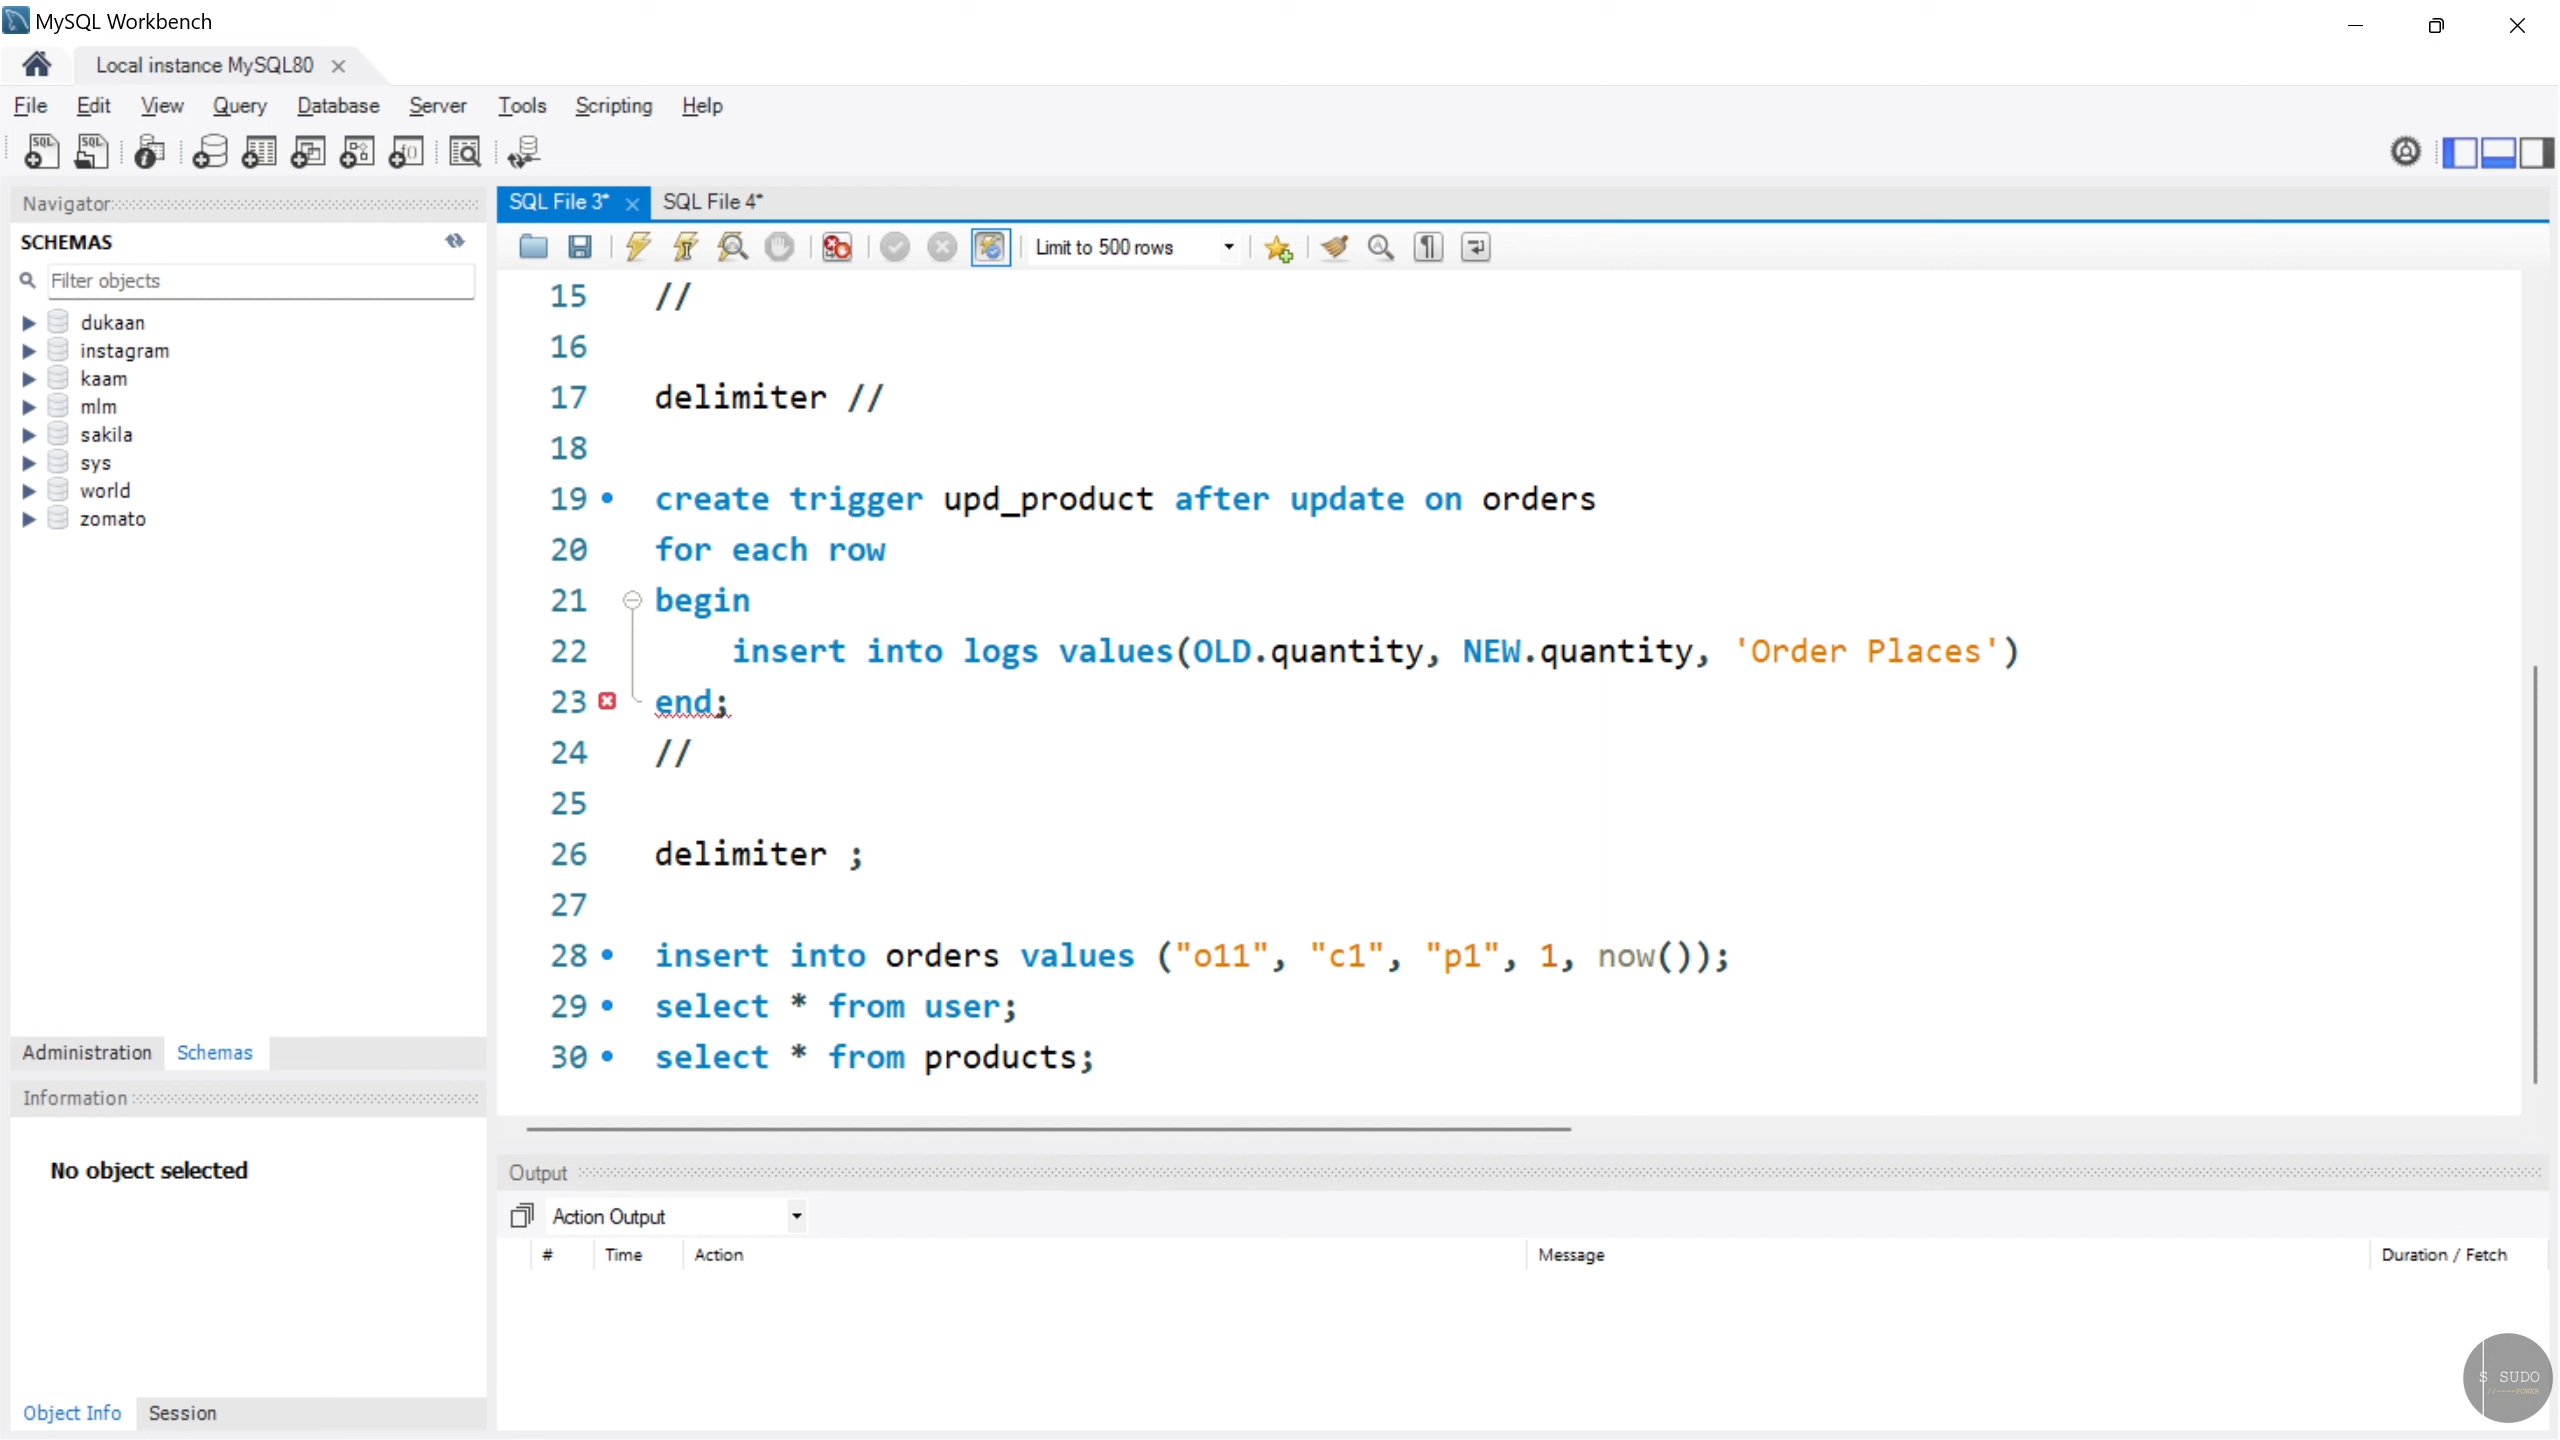 MySQL Workbench
Local instance MySQL80
File Edit View Query Database Server Tools Scripting Help
Navigator
SCHEMAS
Filter objects
dukaan
instagram
kaam
mlm
sakila
sys
world
zomato
Administration Schemas
Information
No object selected
Object Info Session
SQL File 3* SQL File 4*
Limit to 500 rows
15 //
16
17 delimiter //
18
19 create trigger upd_product after update on orders
20 for each row
21 begin
22 insert into logs values(OLD.quantity, NEW.quantity, 'Order Places')
23 end;
24 //
25
26 delimiter ;
27
28 insert into orders values ("o11", "c1", "p1", 1, now());
29 select * from user;
30 select * from products;
Output
Action Output
# Time Action Message Duration / Fetch
S SUDO
//----POWER